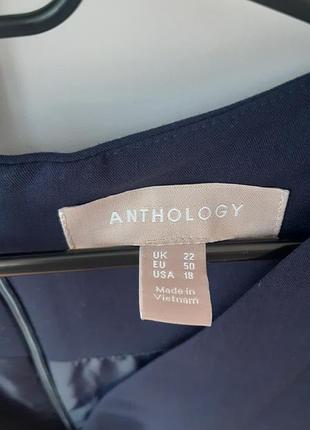 ANTHOLOGY
UK 22
EU 50
USA 18
Made in
Vietnam